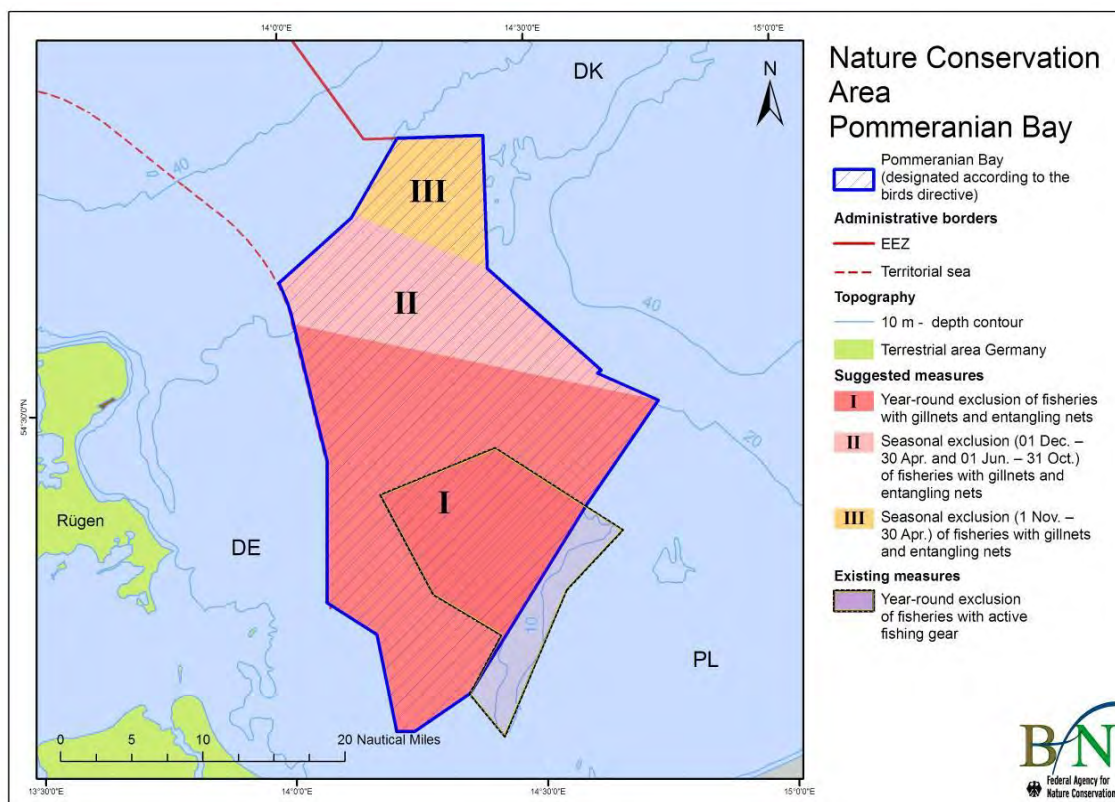 14°0'0"E
14°30'0"E
15°0'0"E
DK
N
40
III
II
40
20
54°30'0"N
I
Rügen
DE
10
PL
0 5 10 20 Nautical Miles
13°30'0"E
14°0'0"E
14°30'0"E
15°0'0"E
Nature Conservation
Area
Pommeranian Bay
Pommeranian Bay
(designated according to the
birds directive)
Administrative borders
EEZ
Territorial sea
Topography
10 m - depth contour
Terrestrial area Germany
Suggested measures
I Year-round exclusion of fisheries
with gillnets and entangling nets
II Seasonal exclusion (01 Dec. –
30 Apr. and 01 Jun. – 31 Oct.)
of fisheries with gillnets and
entangling nets
III Seasonal exclusion (1 Nov. –
30 Apr.) of fisheries with gillnets
and entangling nets
Existing measures
Year-round exclusion
of fisheries with active
fishing gear
BfN
Federal Agency for
Nature Conservation